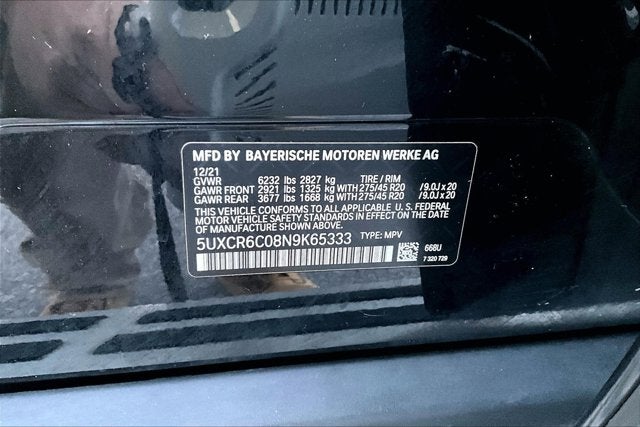 MFD BY BAYERISCHE MOTOREN WERKE AG
12/21
GVWR 6232 lbs 2827 kg TIRE / RIM
GAWR FRONT 2921 lbs 1325 kg WITH 275/45 R20 /9.0J x 20
GAWR REAR 3677 lbs 1668 kg WITH 275/45 R20 /9.0J x 20
THIS VEHICLE CONFORMS TO ALL APPLICABLE U. S. FEDERAL
MOTOR VEHICLE SAFETY STANDARDS IN EFFECT ON THE DATE
OF MANUFACTURE SHOWN ABOVE.
5UXCR6C08N9K65333 TYPE: MPV
668U
7 320 729